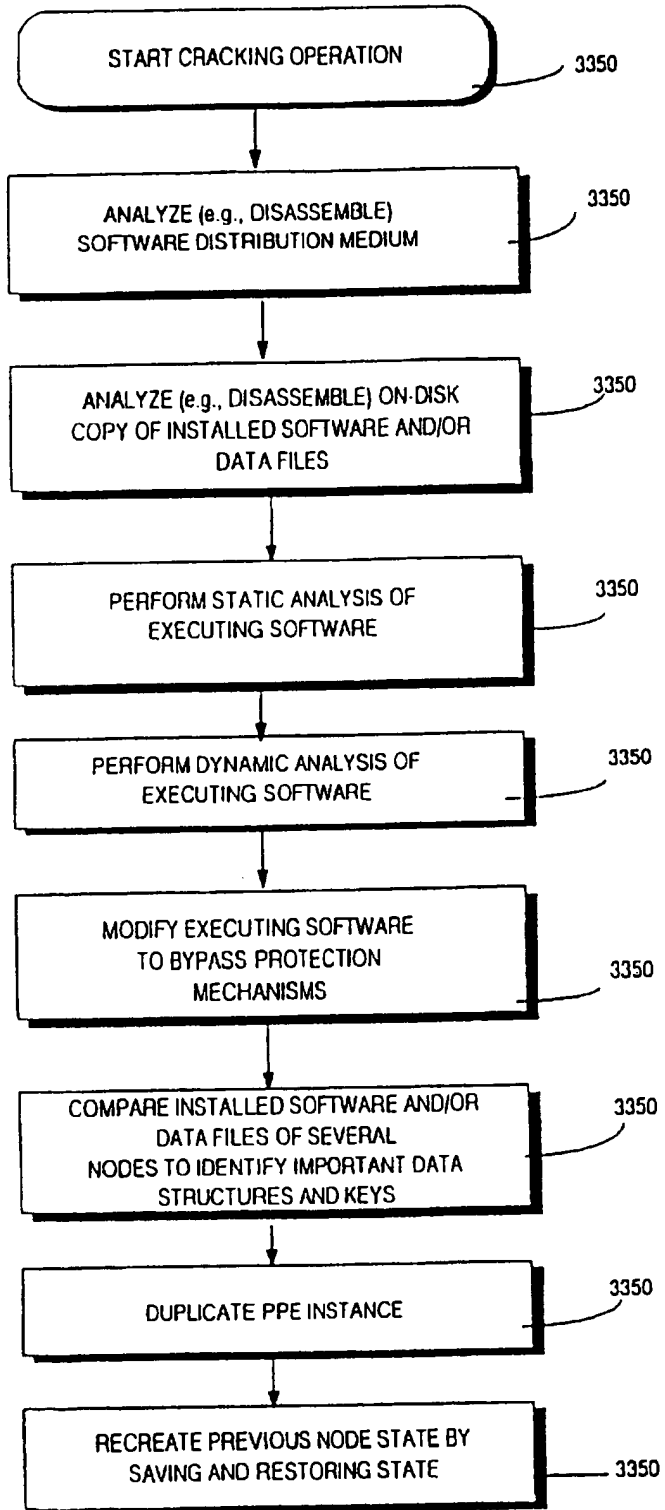 START CRACKING OPERATION
3350
ANALYZE (e.g., DISASSEMBLE)
SOFTWARE DISTRIBUTION MEDIUM
3350
ANALYZE (e.g., DISASSEMBLE) ON-DISK
COPY OF INSTALLED SOFTWARE AND/OR
DATA FILES
3350
PERFORM STATIC ANALYSIS OF
EXECUTING SOFTWARE
3350
PERFORM DYNAMIC ANALYSIS OF
EXECUTING SOFTWARE
3350
MODIFY EXECUTING SOFTWARE
TO BYPASS PROTECTION
MECHANISMS
3350
COMPARE INSTALLED SOFTWARE AND/OR
DATA FILES OF SEVERAL
NODES TO IDENTIFY IMPORTANT DATA
STRUCTURES AND KEYS
3350
DUPLICATE PPE INSTANCE
3350
RECREATE PREVIOUS NODE STATE BY
SAVING AND RESTORING STATE
3350